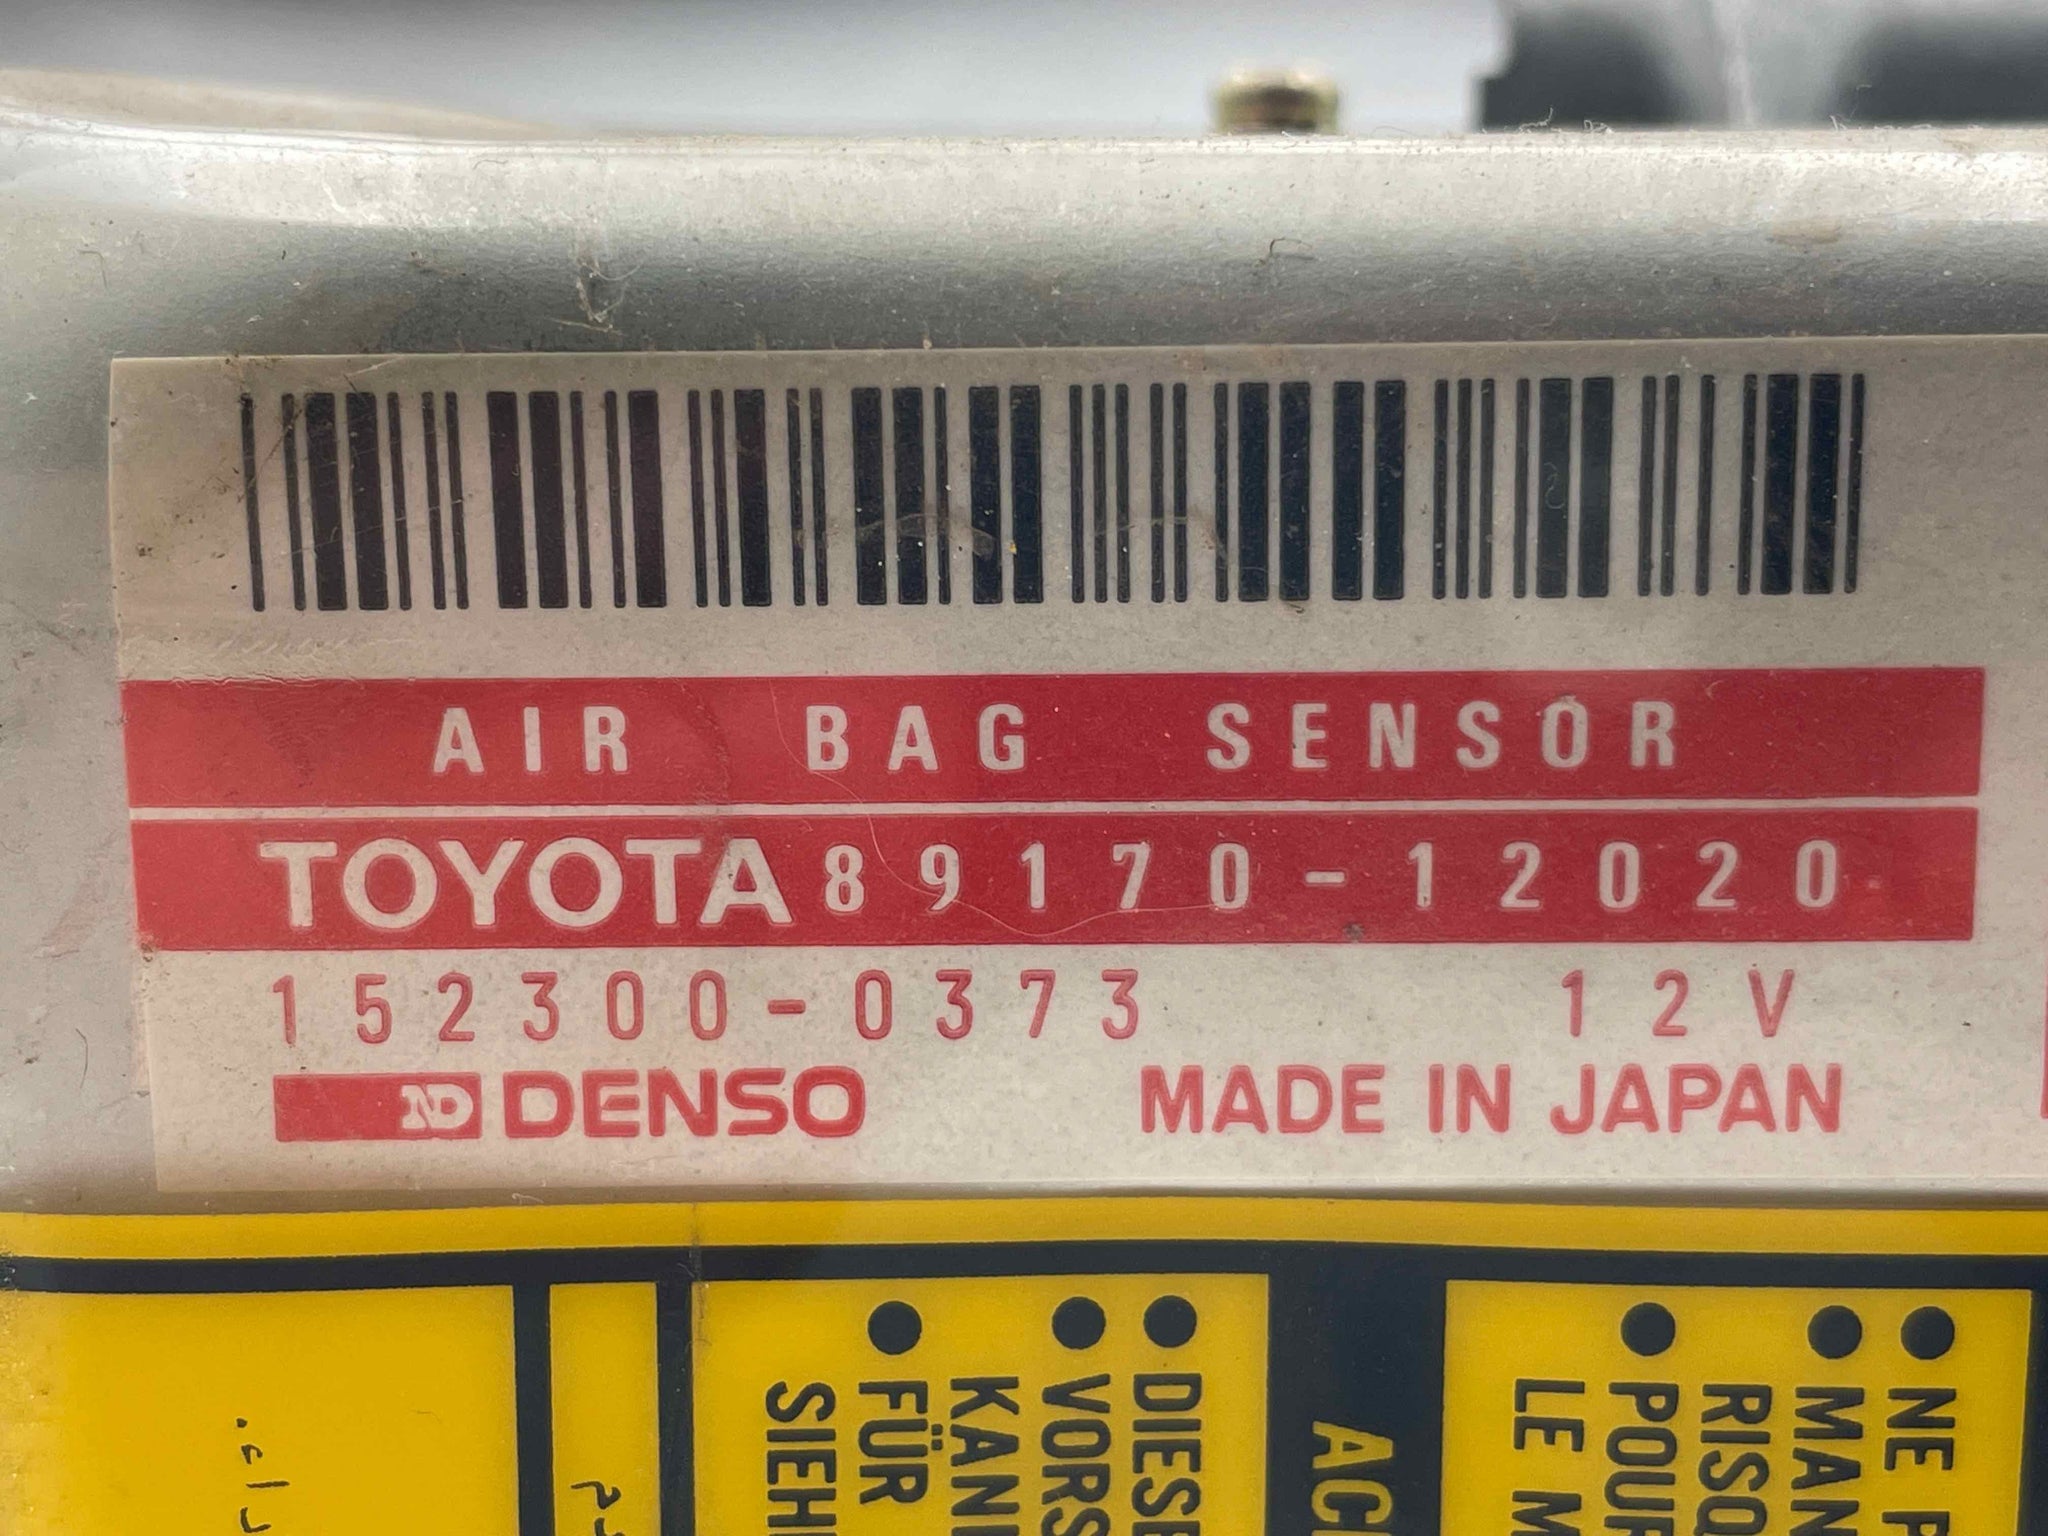 AIR BAG SENSOR
TOYOTA 89170-12020
152300-0373 12V
ND DENSO MADE IN JAPAN
● DIESE
● VORS
KAN
● FÜR
SIEH
● NE P
● MAN
RISQ
● POUR
LE M